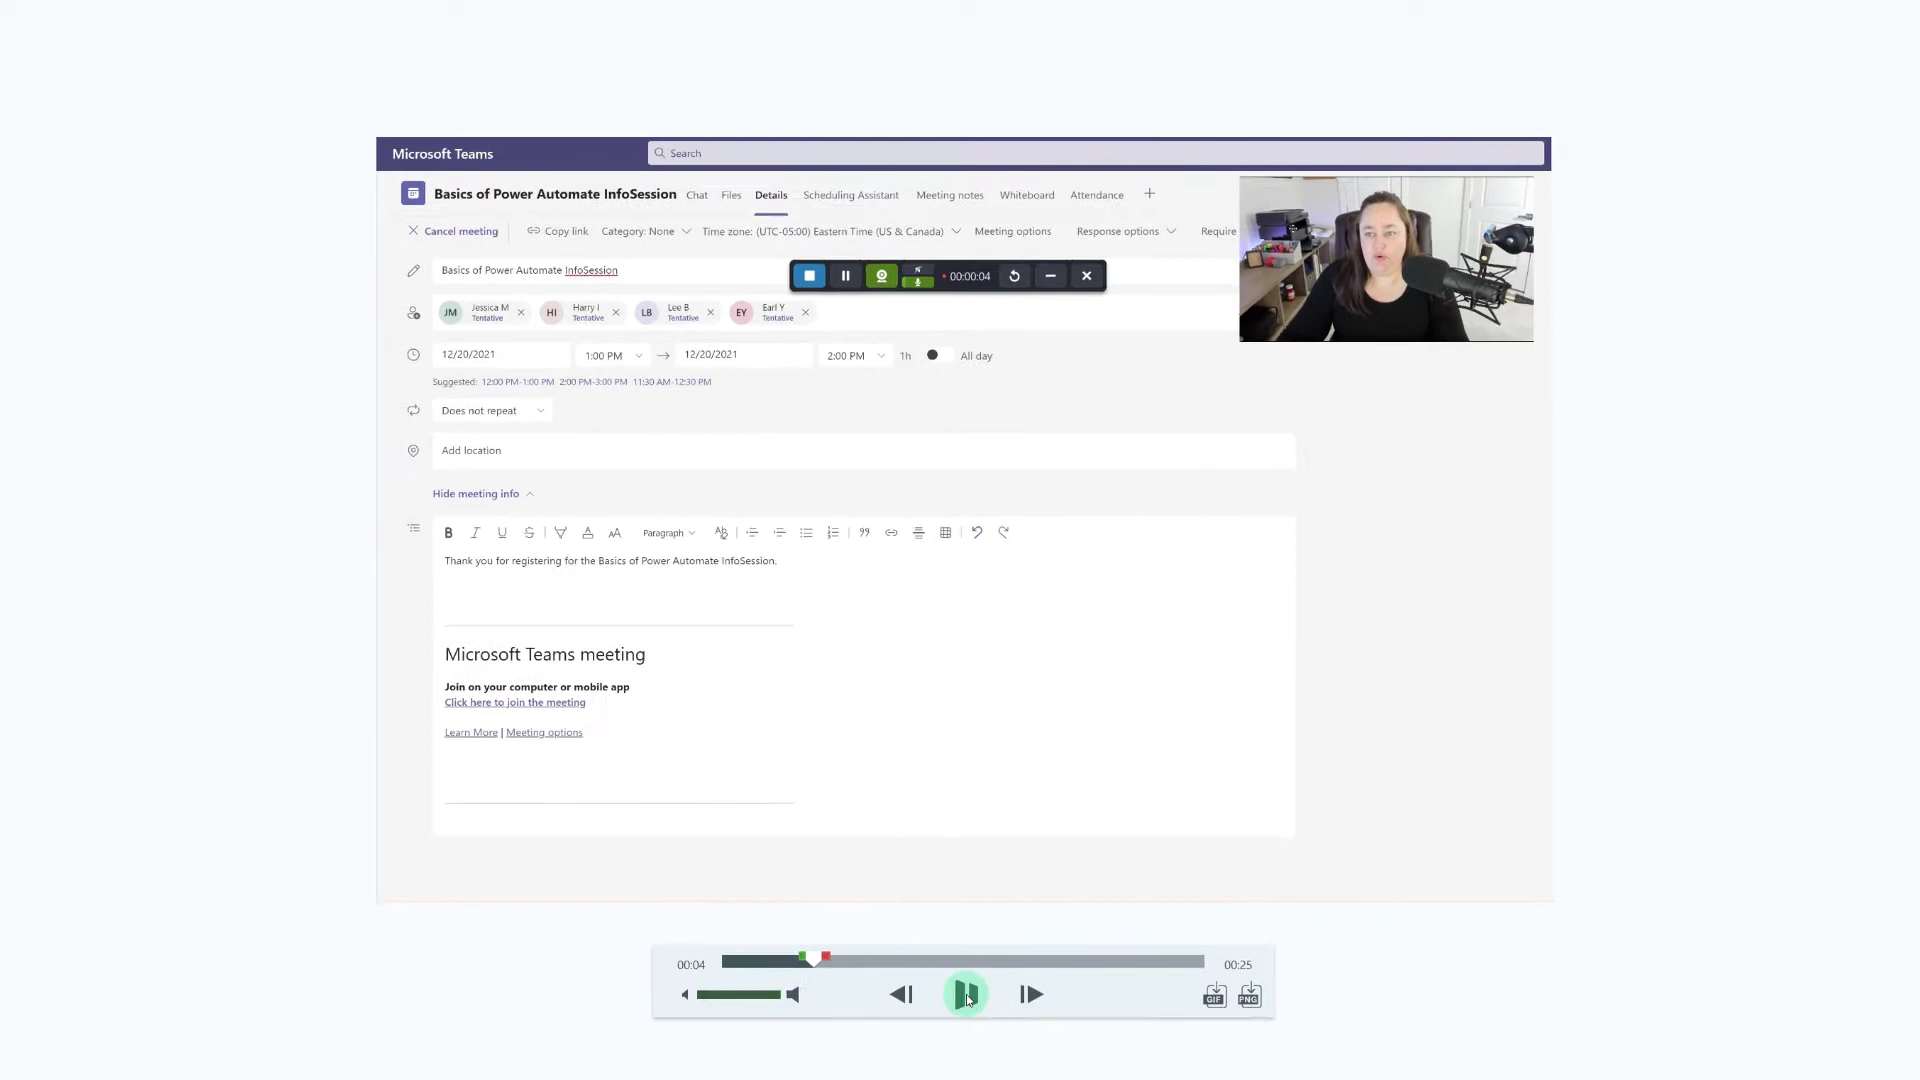 Microsoft Teams
Search
Basics of Power Automate InfoSession Chat Files Details Scheduling Assistant Meeting notes Whiteboard Attendance
Cancel meeting Copy link Category: None Time zone: (UTC-05:00) Eastern Time (US & Canada) Meeting options Response options Require
Basics of Power Automate InfoSession
00:00:04
JM Jessica M HI Harry I LB Lee B EY Earl Y
Tentative Tentative Tentative Tentative
12/20/2021 1:00 PM 12/20/2021 2:00 PM 1h All day
Suggested: 12:00 PM-1:00 PM 2:00 PM-3:00 PM 11:30 AM-12:30 PM
Does not repeat
Add location
Hide meeting info
B I U S A AA Paragraph
Thank you for registering for the Basics of Power Automate InfoSession.
Microsoft Teams meeting
Join on your computer or mobile app
Click here to join the meeting
Learn More | Meeting options
00:04 00:25
GIF PNG